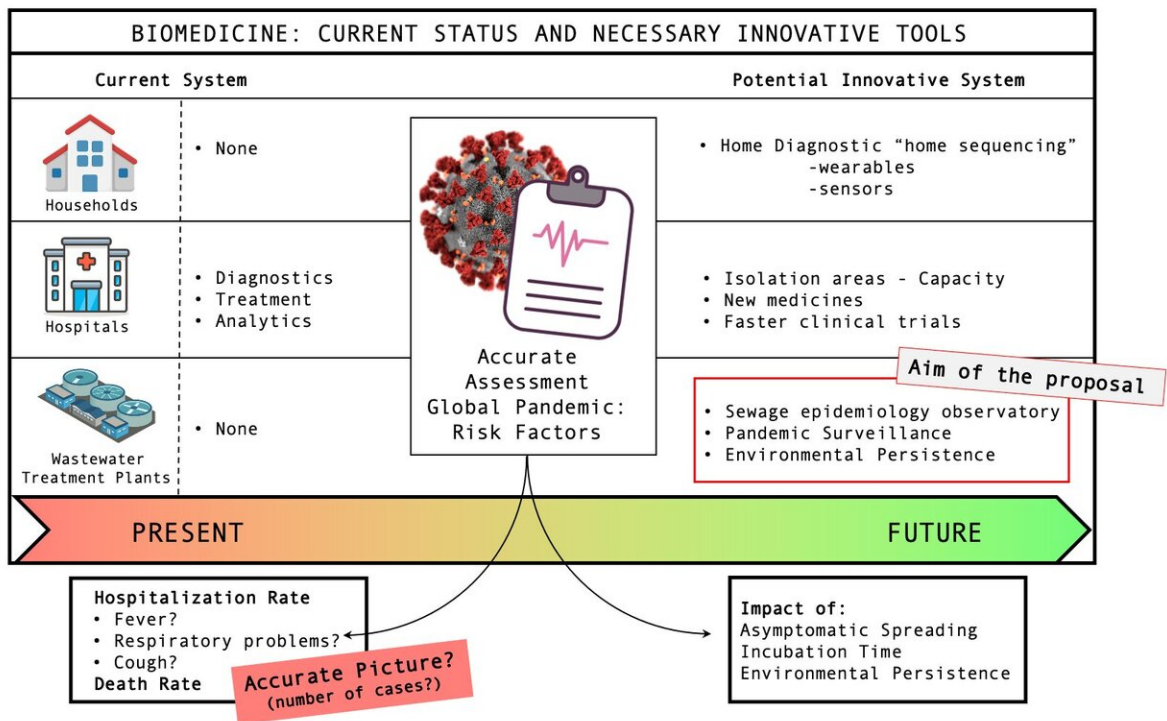 BIOMEDICINE: CURRENT STATUS AND NECESSARY INNOVATIVE TOOLS
Current System
Potential Innovative System
Households
• None
• Home Diagnostic “home sequencing”
-wearables
-sensors
Hospitals
• Diagnostics
• Treatment
• Analytics
• Isolation areas - Capacity
• New medicines
• Faster clinical trials
Wastewater
Treatment Plants
• None
Accurate
Assessment
Global Pandemic:
Risk Factors
Aim of the proposal
• Sewage epidemiology observatory
• Pandemic Surveillance
• Environmental Persistence
PRESENT
FUTURE
Hospitalization Rate
• Fever?
• Respiratory problems?
• Cough?
Death Rate
Accurate Picture?
(number of cases?)
Impact of:
Asymptomatic Spreading
Incubation Time
Environmental Persistence